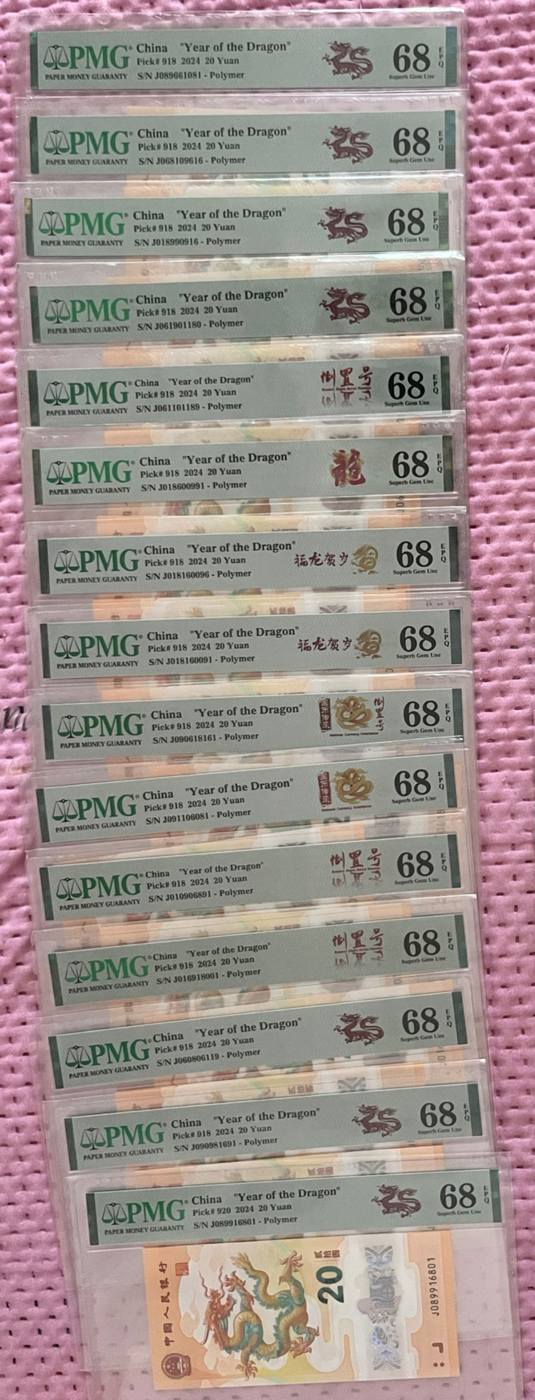 PMG China "Year of the Dragon" 68 EPQ
Pick# 918 2024 20 Yuan
PAPER MONEY GUARANTY S/N J089661081 - Polymer Superb Gem Unc
PMG China "Year of the Dragon" 68 EPQ
Pick# 918 2024 20 Yuan
PAPER MONEY GUARANTY S/N J068109616 - Polymer Superb Gem Unc
PMG China "Year of the Dragon" 68 EPQ
Pick# 918 2024 20 Yuan
PAPER MONEY GUARANTY S/N J018990916 - Polymer Superb Gem Unc
PMG China "Year of the Dragon" 68 EPQ
Pick# 918 2024 20 Yuan
PAPER MONEY GUARANTY S/N J061901180 - Polymer Superb Gem Unc
PMG China "Year of the Dragon" 倒置号 68 EPQ
Pick# 918 2024 20 Yuan
PAPER MONEY GUARANTY S/N J061101189 - Polymer Superb Gem Unc
PMG China "Year of the Dragon" 龍 68 EPQ
Pick# 918 2024 20 Yuan
PAPER MONEY GUARANTY S/N J018600991 - Polymer Superb Gem Unc
PMG China "Year of the Dragon" 福龙贺岁 68 EPQ
Pick# 918 2024 20 Yuan
PAPER MONEY GUARANTY S/N J018160096 - Polymer Superb Gem Unc
PMG China "Year of the Dragon" 福龙贺岁 68 EPQ
Pick# 918 2024 20 Yuan
PAPER MONEY GUARANTY S/N J018160091 - Polymer Superb Gem Unc
PMG China "Year of the Dragon" 倒置号 68 EPQ
Pick# 918 2024 20 Yuan
PAPER MONEY GUARANTY S/N J090618161 - Polymer Superb Gem Unc
PMG China "Year of the Dragon" 68 EPQ
Pick# 918 2024 20 Yuan
PAPER MONEY GUARANTY S/N J091106081 - Polymer Superb Gem Unc
PMG China "Year of the Dragon" 倒置号 68 EPQ
Pick# 918 2024 20 Yuan
PAPER MONEY GUARANTY S/N J010906891 - Polymer Superb Gem Unc
PMG China "Year of the Dragon" 倒置号 68 EPQ
Pick# 918 2024 20 Yuan
PAPER MONEY GUARANTY S/N J016918001 - Polymer Superb Gem Unc
PMG China "Year of the Dragon" 68 EPQ
Pick# 918 2024 20 Yuan
PAPER MONEY GUARANTY S/N J060806119 - Polymer Superb Gem Unc
PMG China "Year of the Dragon" 68 EPQ
Pick# 918 2024 20 Yuan
PAPER MONEY GUARANTY S/N J090981691 - Polymer Superb Gem Unc
PMG China "Year of the Dragon" 68 EPQ
Pick# 920 2024 20 Yuan
PAPER MONEY GUARANTY S/N J089916801 - Polymer Superb Gem Unc
中国人民银行
20
贰拾圆
J089916801